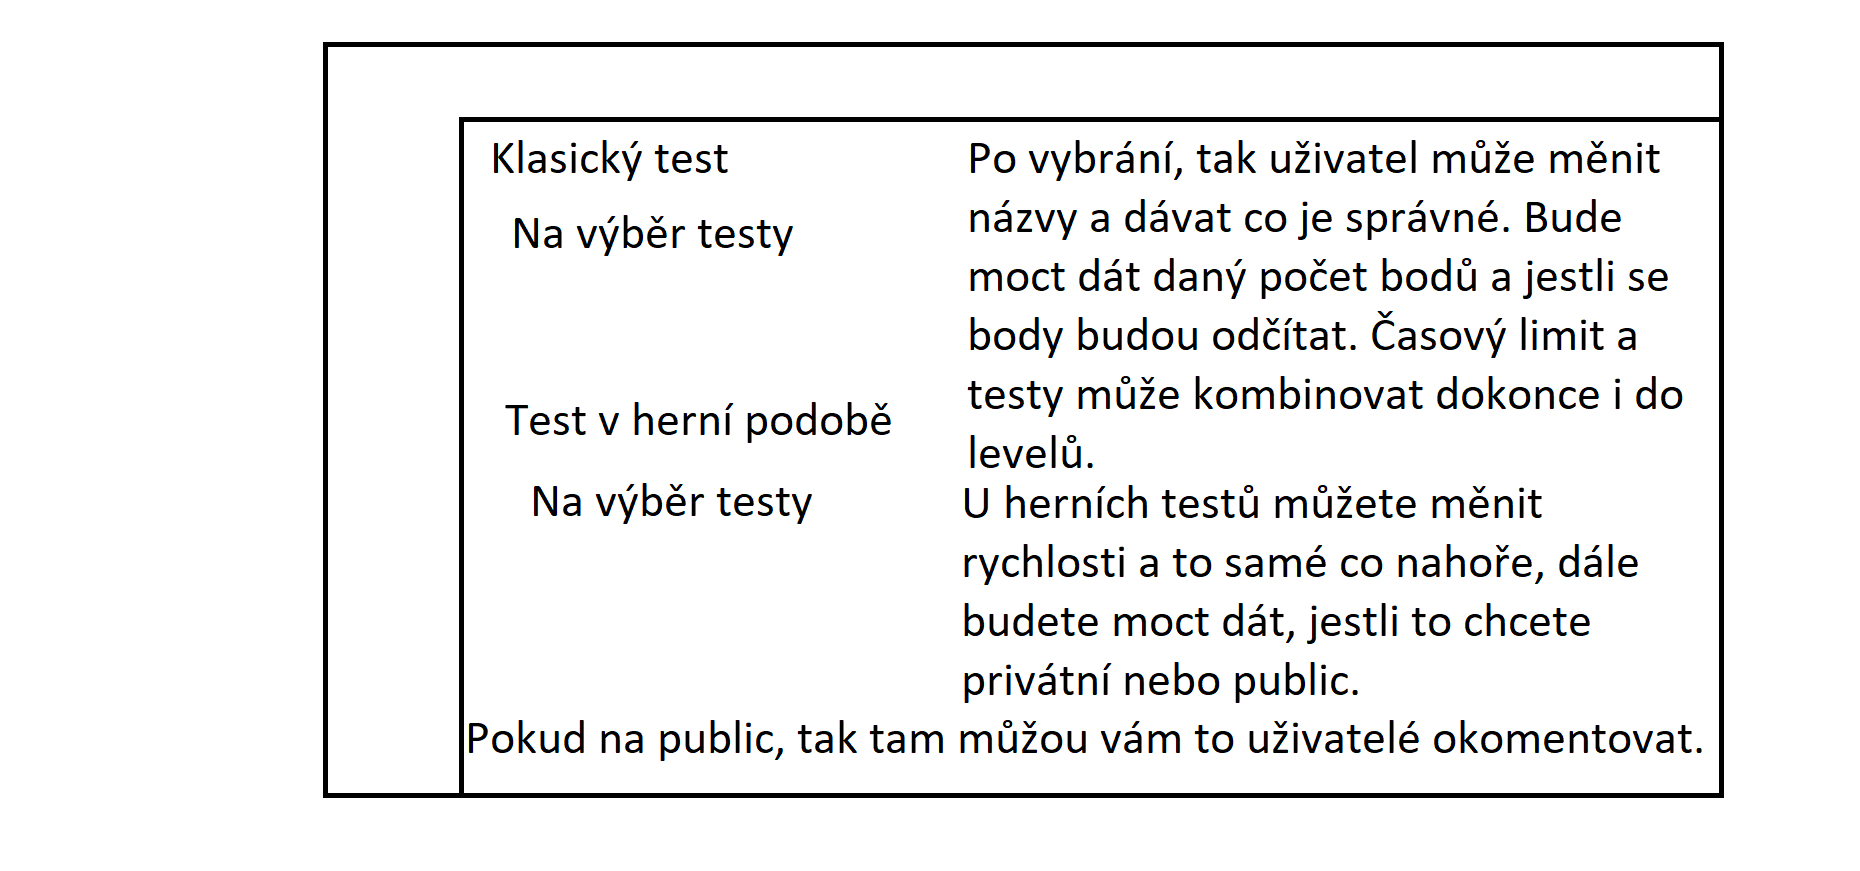 Klasický test
Na výběr testy
Po vybrání, tak uživatel může měnit
názvy a dávat co je správné. Bude
moct dát daný počet bodů a jestli se
body budou odčítat. Časový limit a
testy může kombinovat dokonce i do
levelů.
Test v herní podobě
Na výběr testy
U herních testů můžete měnit
rychlosti a to samé co nahoře, dále
budete moct dát, jestli to chcete
privátní nebo public.
Pokud na public, tak tam můžou vám to uživatelé okomentovat.